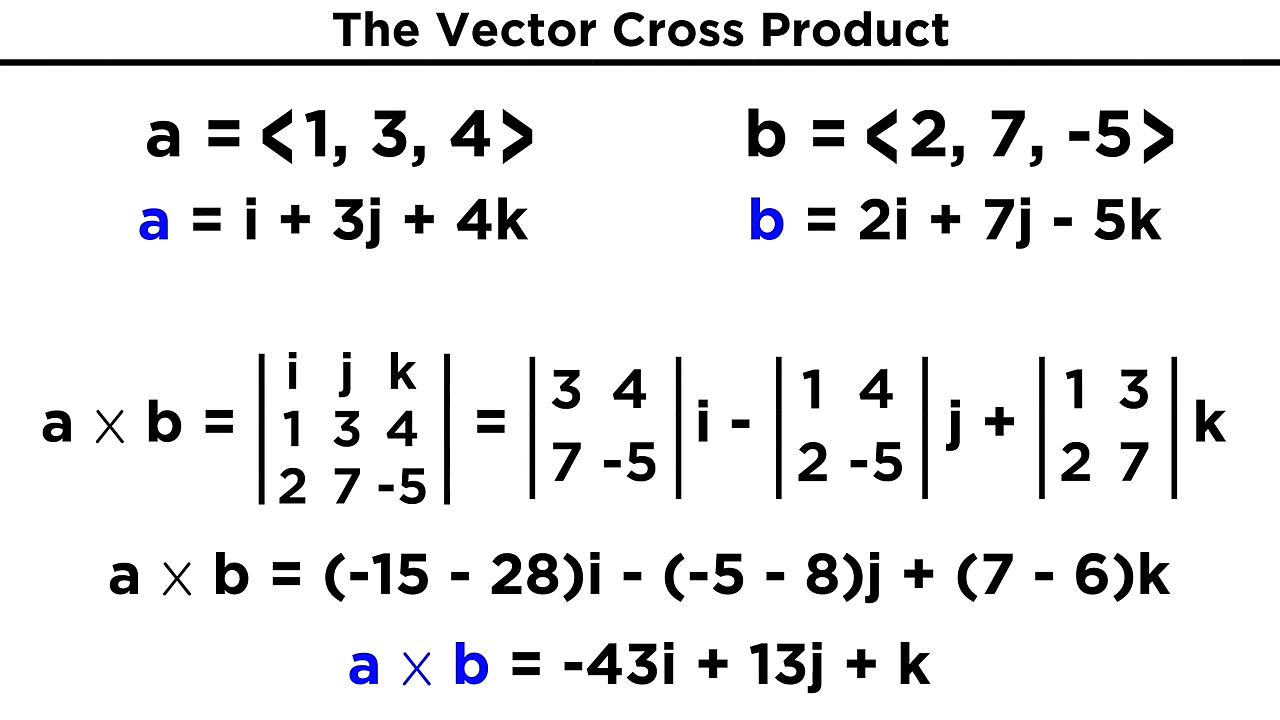 The Vector Cross Product
a = <1, 3, 4> b = <2, 7, -5>
a = i + 3j + 4k b = 2i + 7j - 5k
a × b = | i j k | = | 3 4 | i - | 1 4 | j + | 1 3 | k
| 1 3 4 | | 7 -5 | | 2 -5 | | 2 7 |
| 2 7 -5 |
a × b = (-15 - 28)i - (-5 - 8)j + (7 - 6)k
a × b = -43i + 13j + k